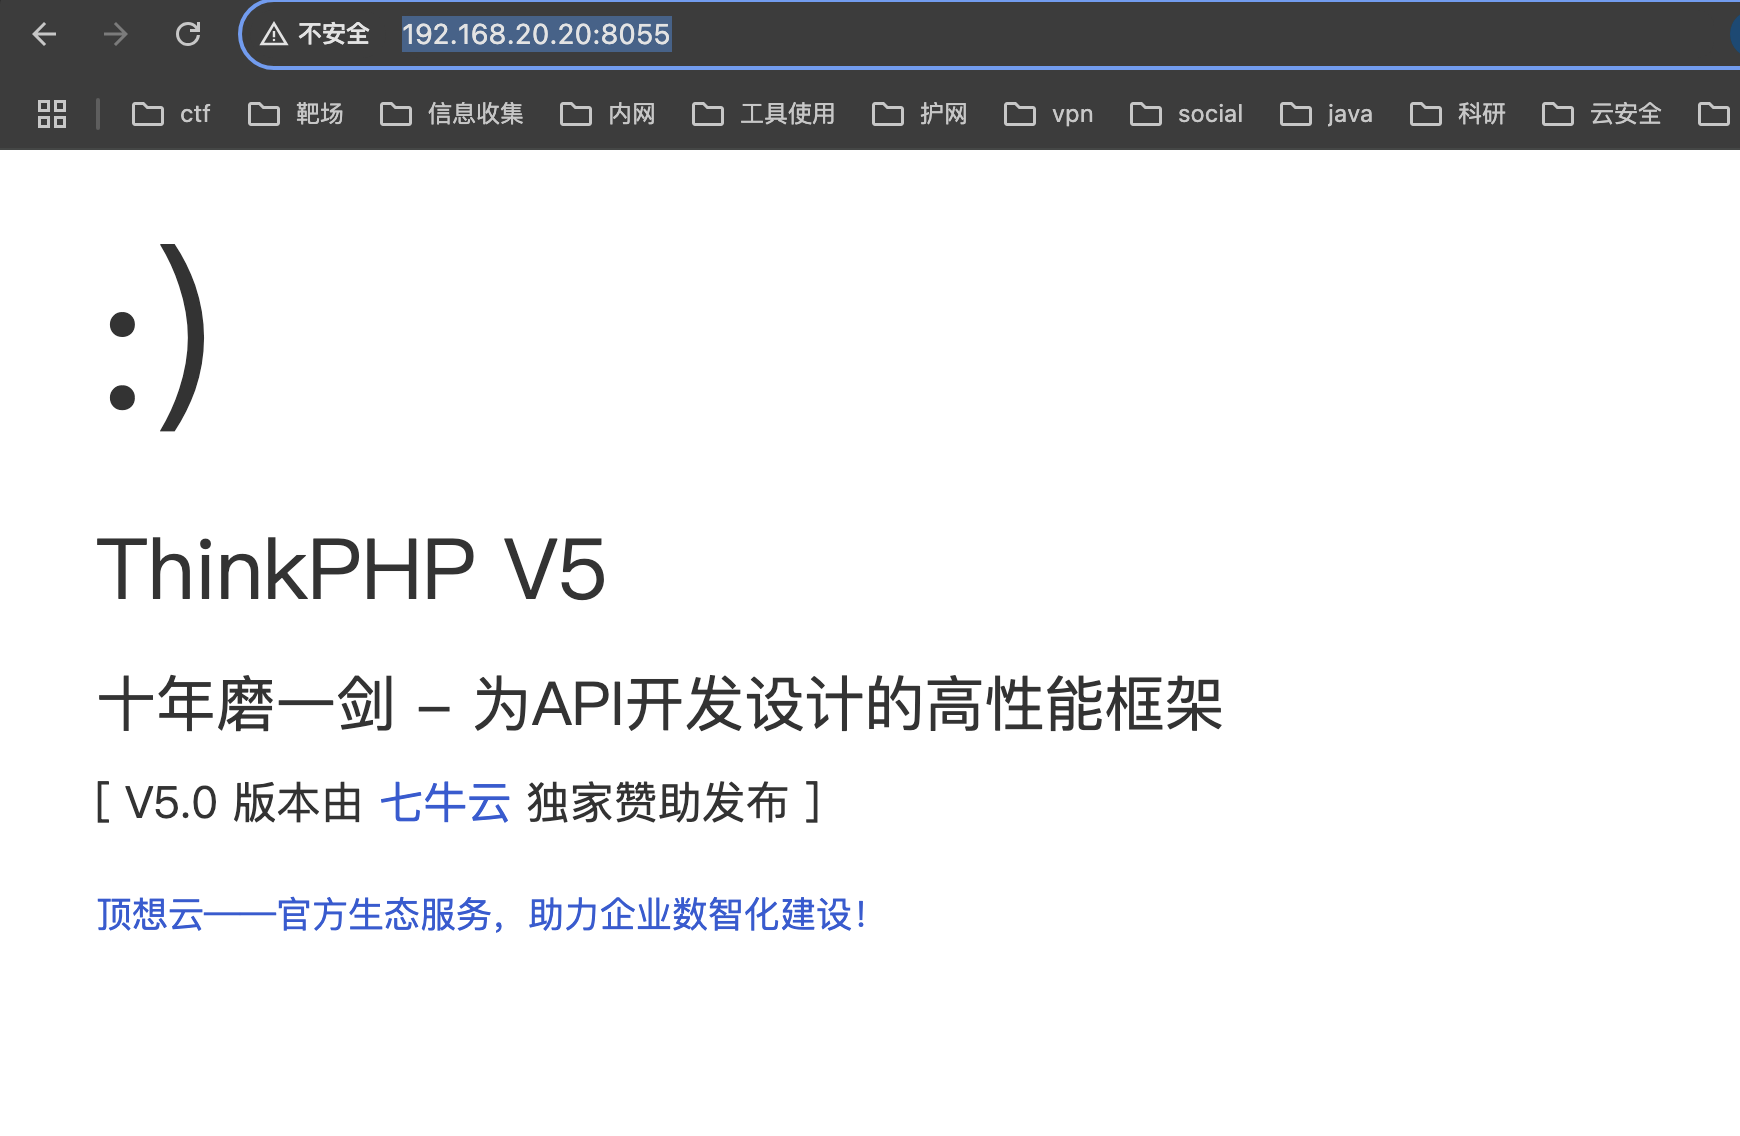 不安全 192.168.20.20:8055
ctf 靶场 信息收集 内网 工具使用 护网 vpn social java 科研 云安全
:)
ThinkPHP V5
十年磨一剑 - 为API开发设计的高性能框架
[ V5.0 版本由 七牛云 独家赞助发布 ]
顶想云——官方生态服务，助力企业数智化建设！